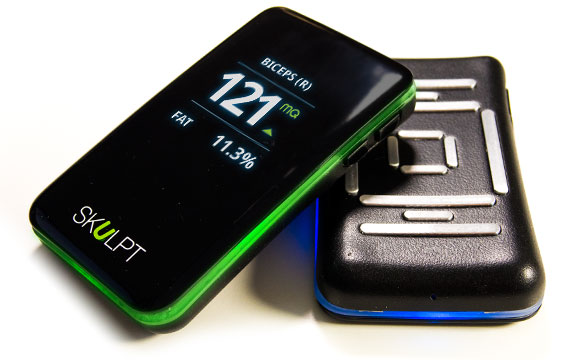 BICEPS (R)
121 MQ
FAT
11.3%
SKULPT